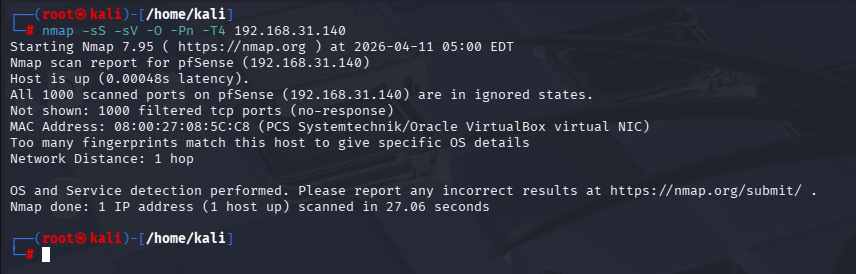 ┌──(root㉿kali)-[/home/kali]
└─# nmap -sS -sV -O -Pn -T4 192.168.31.140
Starting Nmap 7.95 ( https://nmap.org ) at 2026-04-11 05:00 EDT
Nmap scan report for pfSense (192.168.31.140)
Host is up (0.00048s latency).
All 1000 scanned ports on pfSense (192.168.31.140) are in ignored states.
Not shown: 1000 filtered tcp ports (no-response)
MAC Address: 08:00:27:08:5C:C8 (PCS Systemtechnik/Oracle VirtualBox virtual NIC)
Too many fingerprints match this host to give specific OS details
Network Distance: 1 hop

OS and Service detection performed. Please report any incorrect results at https://nmap.org/submit/ .
Nmap done: 1 IP address (1 host up) scanned in 27.06 seconds

┌──(root㉿kali)-[/home/kali]
└─#